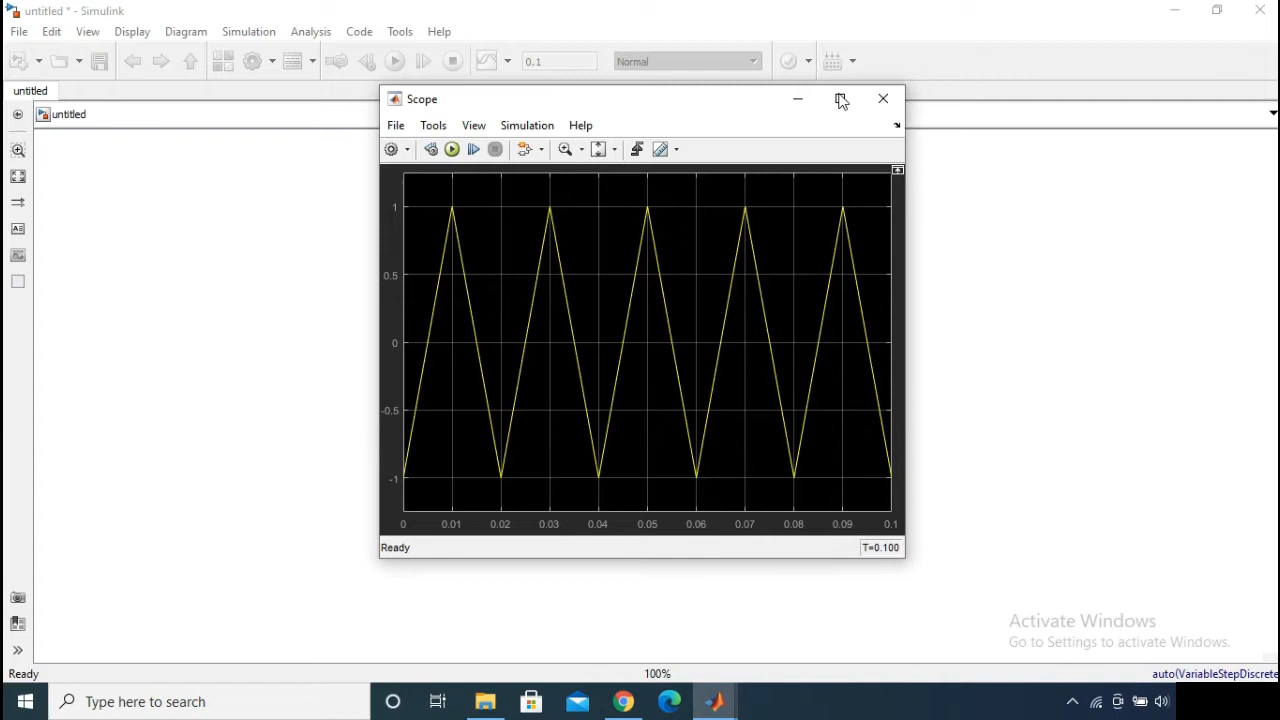 untitled * - Simulink
File Edit View Display Diagram Simulation Analysis Code Tools Help
0.1 Normal
untitled
untitled
Scope
File Tools View Simulation Help
1
0.5
0
-0.5
-1
0 0.01 0.02 0.03 0.04 0.05 0.06 0.07 0.08 0.09 0.1
Ready T=0.100
Activate Windows
Go to Settings to activate Windows.
Ready 100% auto(VariableStepDiscrete
Type here to search